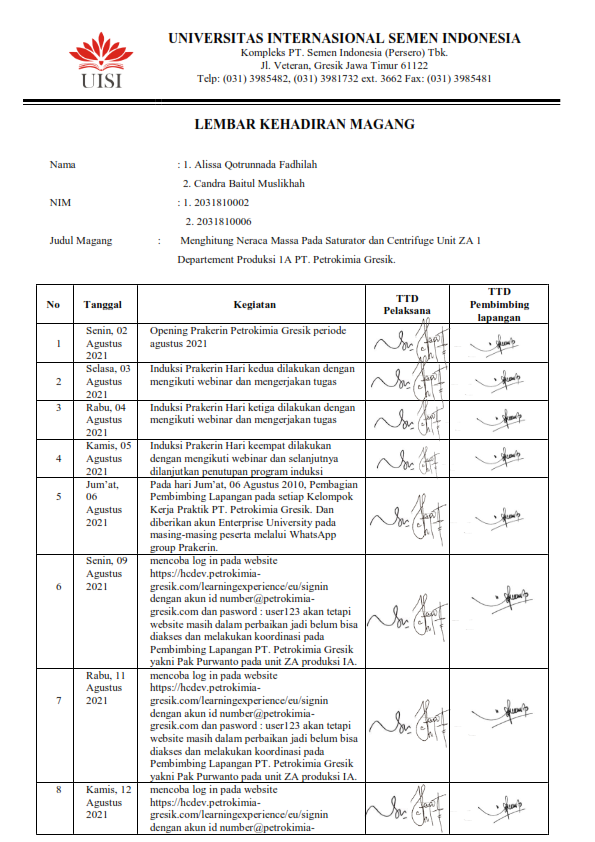 UNIVERSITAS INTERNASIONAL SEMEN INDONESIA
Kompleks PT. Semen Indonesia (Persero) Tbk.
Jl. Veteran, Gresik Jawa Timur 61122
Telp: (031) 3985482, (031) 3981732 ext. 3662 Fax: (031) 3985481
UISI
LEMBAR KEHADIRAN MAGANG
Nama : 1. Alissa Qotrunnada Fadhilah
2. Candra Baitul Muslikhah
NIM : 1. 2031810002
2. 2031810006
Judul Magang : Menghitung Neraca Massa Pada Saturator dan Centrifuge Unit ZA 1
Departement Produksi 1A PT. Petrokimia Gresik.
No Tanggal Kegiatan TTD Pelaksana TTD Pembimbing lapangan
1
Senin, 02
Agustus
2021
Opening Prakerin Petrokimia Gresik periode
agustus 2021
2
Selasa, 03
Agustus
2021
Induksi Prakerin Hari kedua dilakukan dengan
mengikuti webinar dan mengerjakan tugas
3
Rabu, 04
Agustus
2021
Induksi Prakerin Hari ketiga dilakukan dengan
mengikuti webinar dan mengerjakan tugas
4
Kamis, 05
Agustus
2021
Induksi Prakerin Hari keempat dilakukan
dengan mengikuti webinar dan selanjutnya
dilanjutkan penutupan program induksi
5
Jum'at,
06
Agustus
2021
Pada hari Jum'at, 06 Agustus 2010, Pembagian
Pembimbing Lapangan pada setiap Kelompok
Kerja Praktik PT. Petrokimia Gresik. Dan
diberikan akun Enterprise University pada
masing-masing peserta melalui WhatsApp
group Prakerin.
6
Senin, 09
Agustus
2021
mencoba log in pada website
https://hcdev.petrokimia-
gresik.com/learningexperience/eu/signin
dengan akun id number@petrokimia-
gresik.com dan pasword : user123 akan tetapi
website masih dalam perbaikan jadi belum bisa
diakses dan melakukan koordinasi pada
Pembimbing Lapangan PT. Petrokimia Gresik
yakni Pak Purwanto pada unit ZA produksi IA.
7
Rabu, 11
Agustus
2021
mencoba log in pada website
https://hcdev.petrokimia-
gresik.com/learningexperience/eu/signin
dengan akun id number@petrokimia-
gresik.com dan pasword : user123 akan tetapi
website masih dalam perbaikan jadi belum bisa
diakses dan melakukan koordinasi pada
Pembimbing Lapangan PT. Petrokimia Gresik
yakni Pak Purwanto pada unit ZA produksi IA.
8
Kamis, 12
Agustus
2021
mencoba log in pada website
https://hcdev.petrokimia-
gresik.com/learningexperience/eu/signin
dengan akun id number@petrokimia-